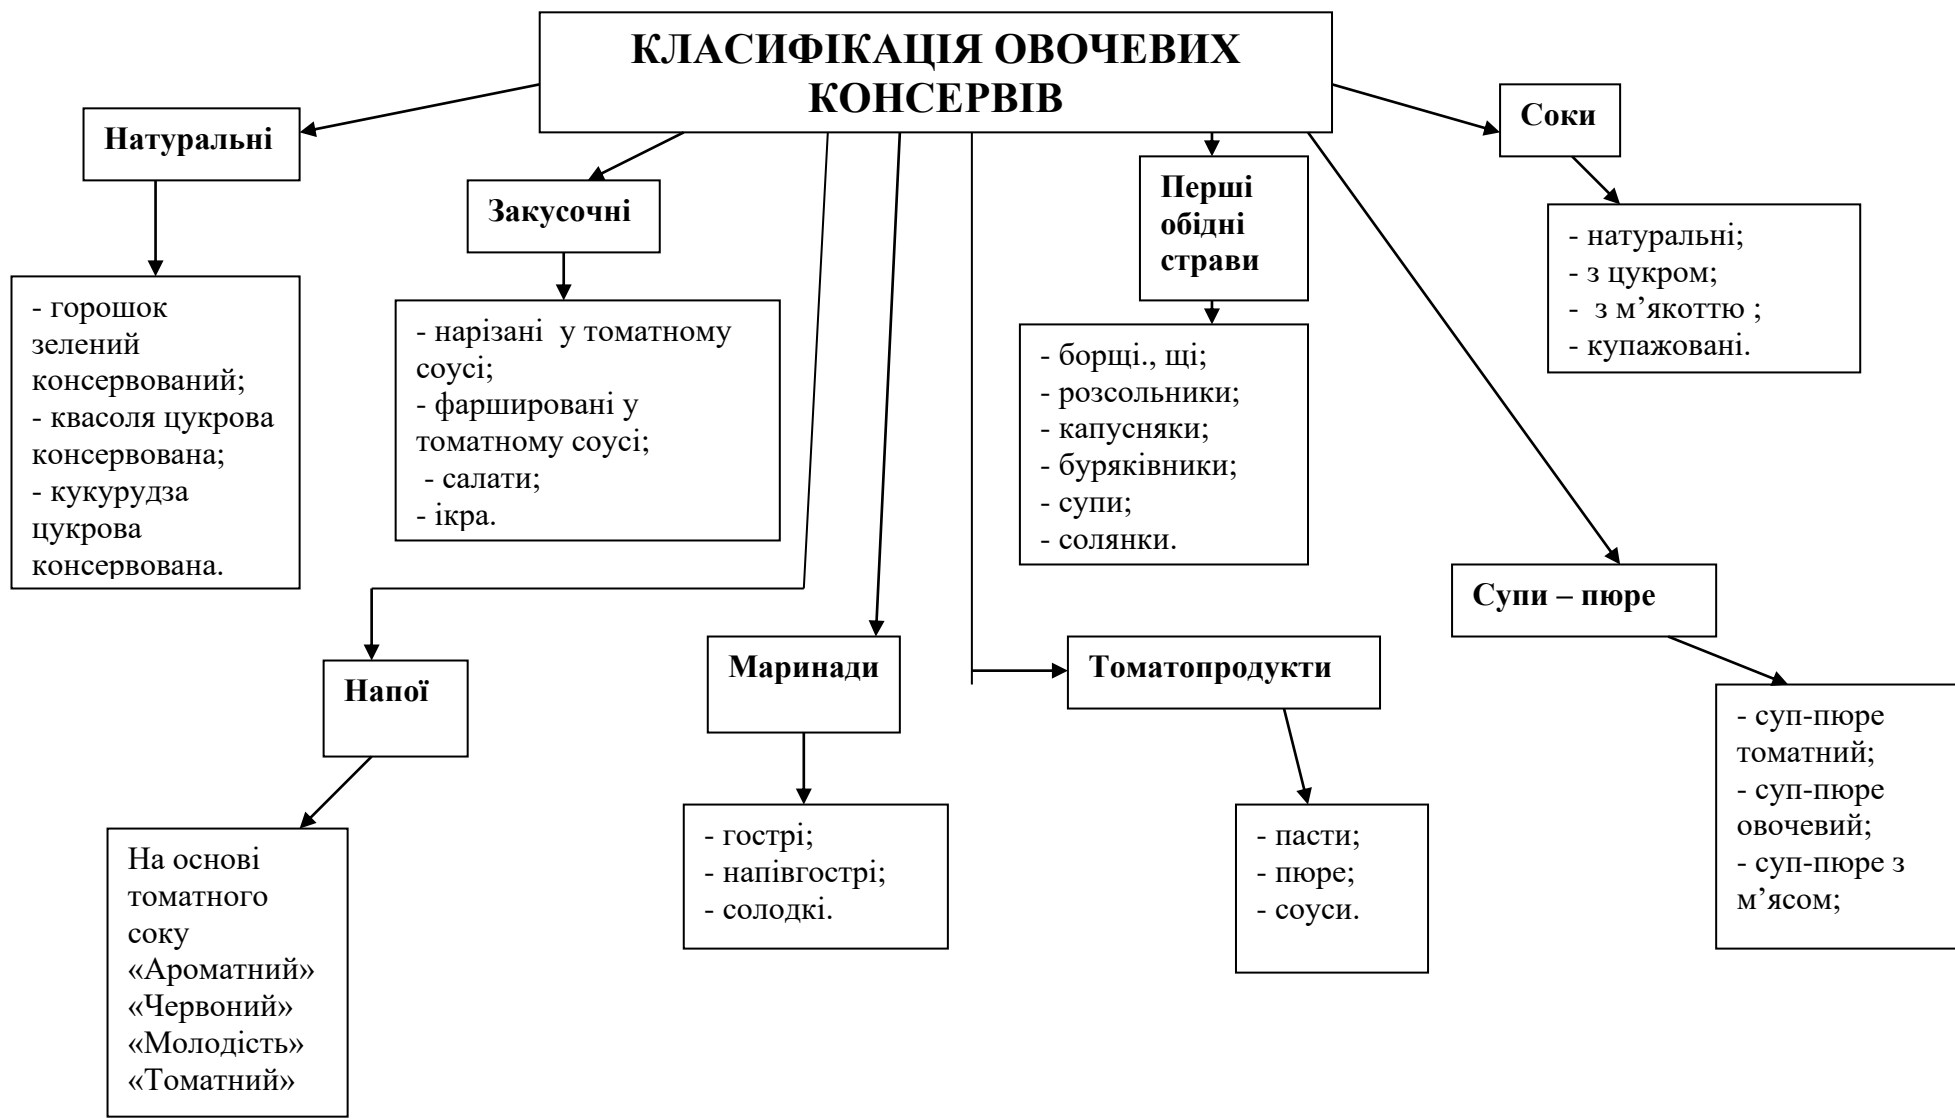 КЛАСИФІКАЦІЯ ОВОЧЕВИХ
КОНСЕРВІВ
Натуральні
- горошок
зелений
консервований;
- квасоля цукрова
консервована;
- кукурудза
цукрова
консервована.
Закусочні
- нарізані  у томатному
соусі;
- фаршировані у
томатному соусі;
- салати;
- ікра.
Перші
обідні
страви
- борщі., щі;
- розсольники;
- капусняки;
- буряківники;
- супи;
- солянки.
Соки
- натуральні;
- з цукром;
-  з м’якоттю ;
- купажовані.
Напої
На основі
томатного
соку
«Ароматний»
«Червоний»
«Молодість»
«Томатний»
Маринади
- гострі;
- напівгострі;
- солодкі.
Томатопродукти
- пасти;
- пюре;
- соуси.
Супи – пюре
- суп-пюре
томатний;
- суп-пюре
овочевий;
- суп-пюре з
м’ясом;